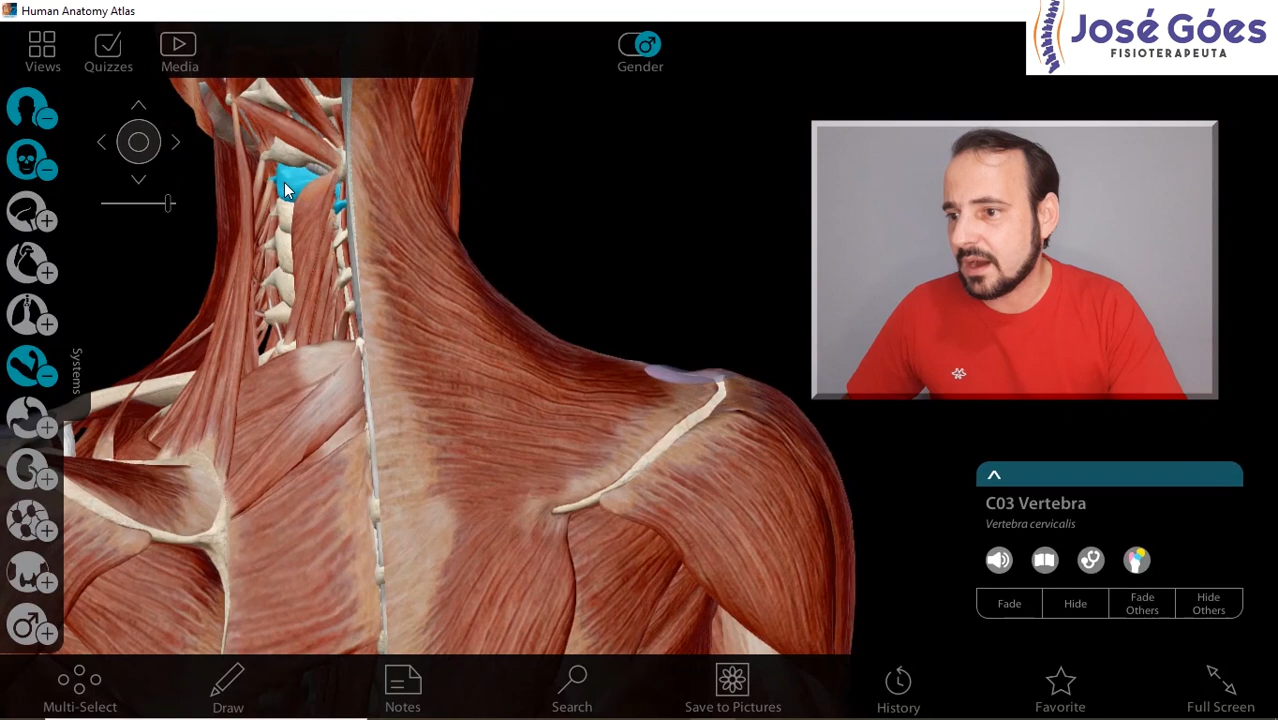 Human Anatomy Atlas
José Góes
FISIOTERAPEUTA
Views
Quizzes
Media
Gender
Systems
C03 Vertebra
Vertebra cervicalis
Fade
Hide
Fade
Others
Hide
Others
Multi-Select
Draw
Notes
Search
Save to Pictures
History
Favorite
Full Screen